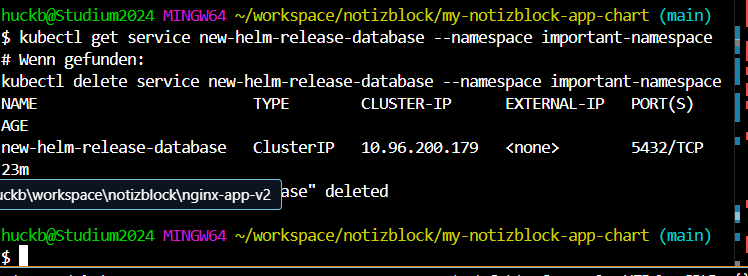 huckb@Studium2024 MINGW64 ~/workspace/notizblock/my-notizblock-app-chart (main)
$ kubectl get service new-helm-release-database --namespace important-namespace
# Wenn gefunden:
kubectl delete service new-helm-release-database --namespace important-namespace
NAME TYPE CLUSTER-IP EXTERNAL-IP PORT(S)
AGE
new-helm-release-database ClusterIP 10.96.200.179 <none> 5432/TCP
23m
uckb\workspace\notizblock\nginx-app-v2 ase" deleted
huckb@Studium2024 MINGW64 ~/workspace/notizblock/my-notizblock-app-chart (main)
$